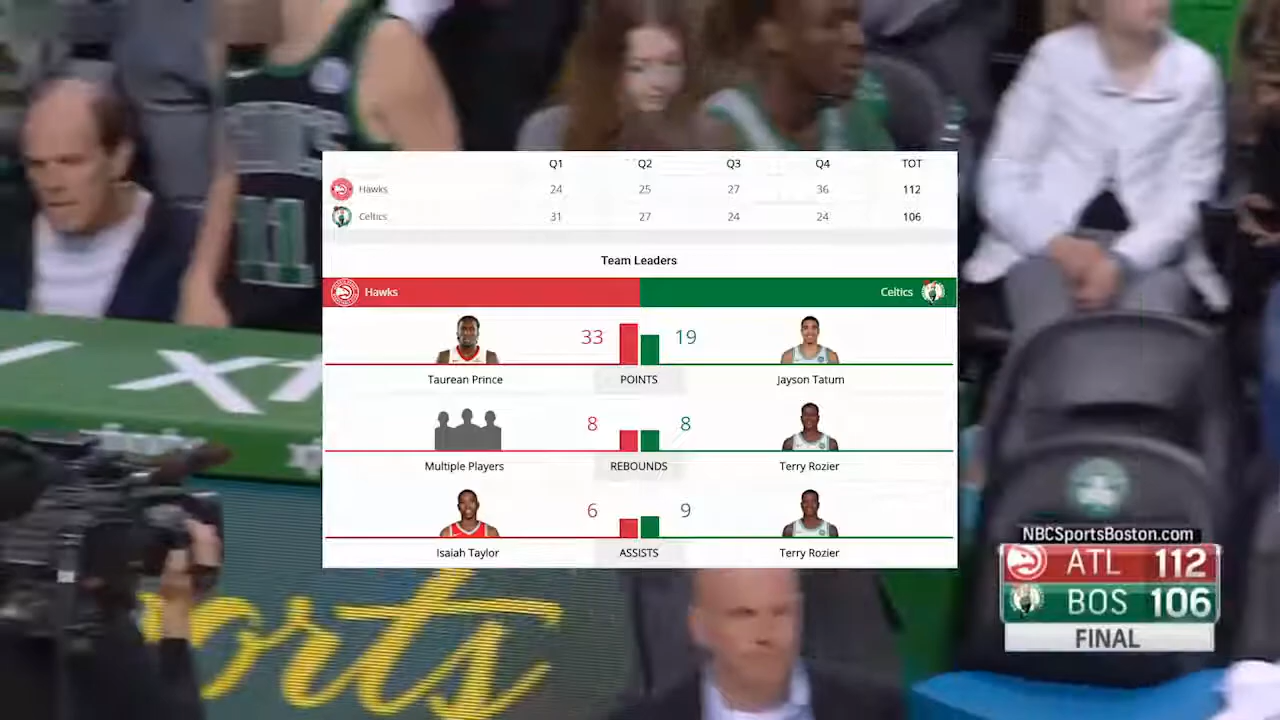 Q1 Q2 Q3 Q4 TOT
Hawks 24 25 27 36 112
Celtics 31 27 24 24 106
Team Leaders
Hawks Celtics
33 19
Taurean Prince POINTS Jayson Tatum
8 8
Multiple Players REBOUNDS Terry Rozier
6 9
Isaiah Taylor ASSISTS Terry Rozier
11
NBCSportsBoston.com
ATL 112
BOS 106
FINAL